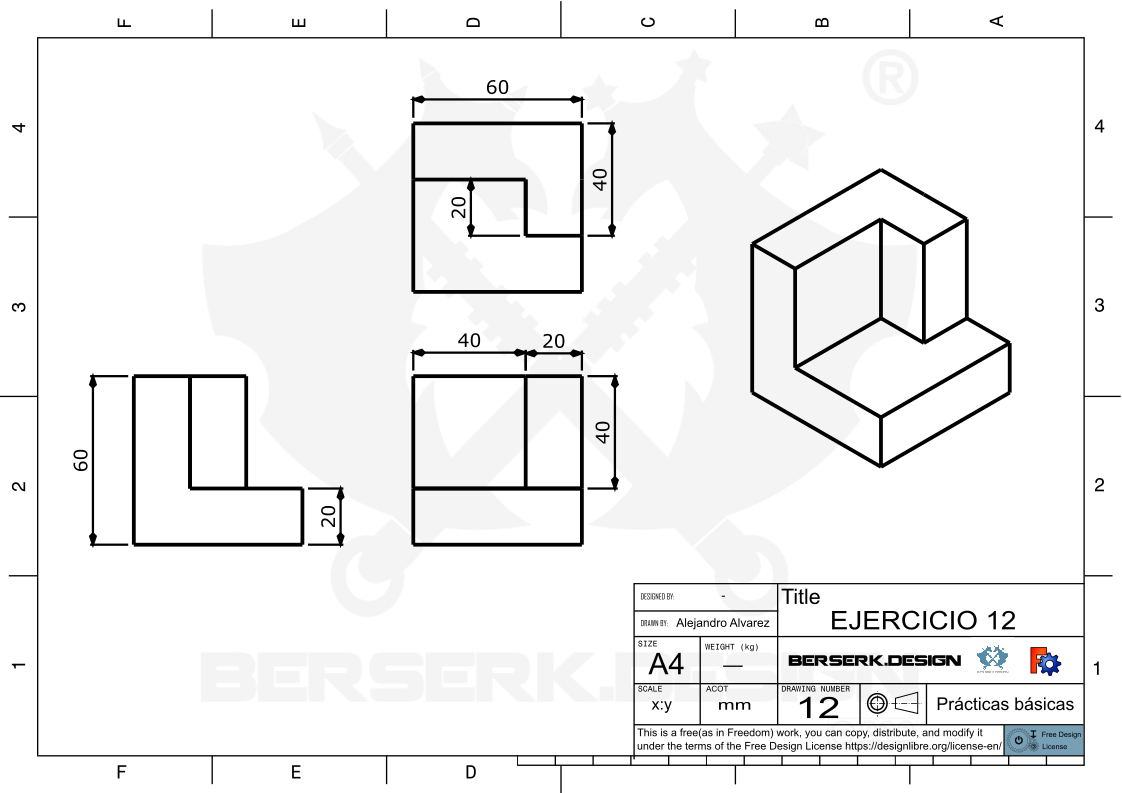 F E D C B A
4 4
3 3
2 2
1 1
®
60
40
20
40 20
40
60
20
BERSERK.DESIGN
DESIGNED BY: -
DRAWN BY: Alejandro Alvarez
Title
EJERCICIO 12
SIZE
A4
WEIGHT (kg)
—
BERSERK.DESIGN
SCALE
x:y
ACOT
mm
DRAWING NUMBER
12
Prácticas básicas
This is a free(as in Freedom) work, you can copy, distribute, and modify it
under the terms of the Free Design License https://designlibre.org/license-en/
Free Design
License
F E D